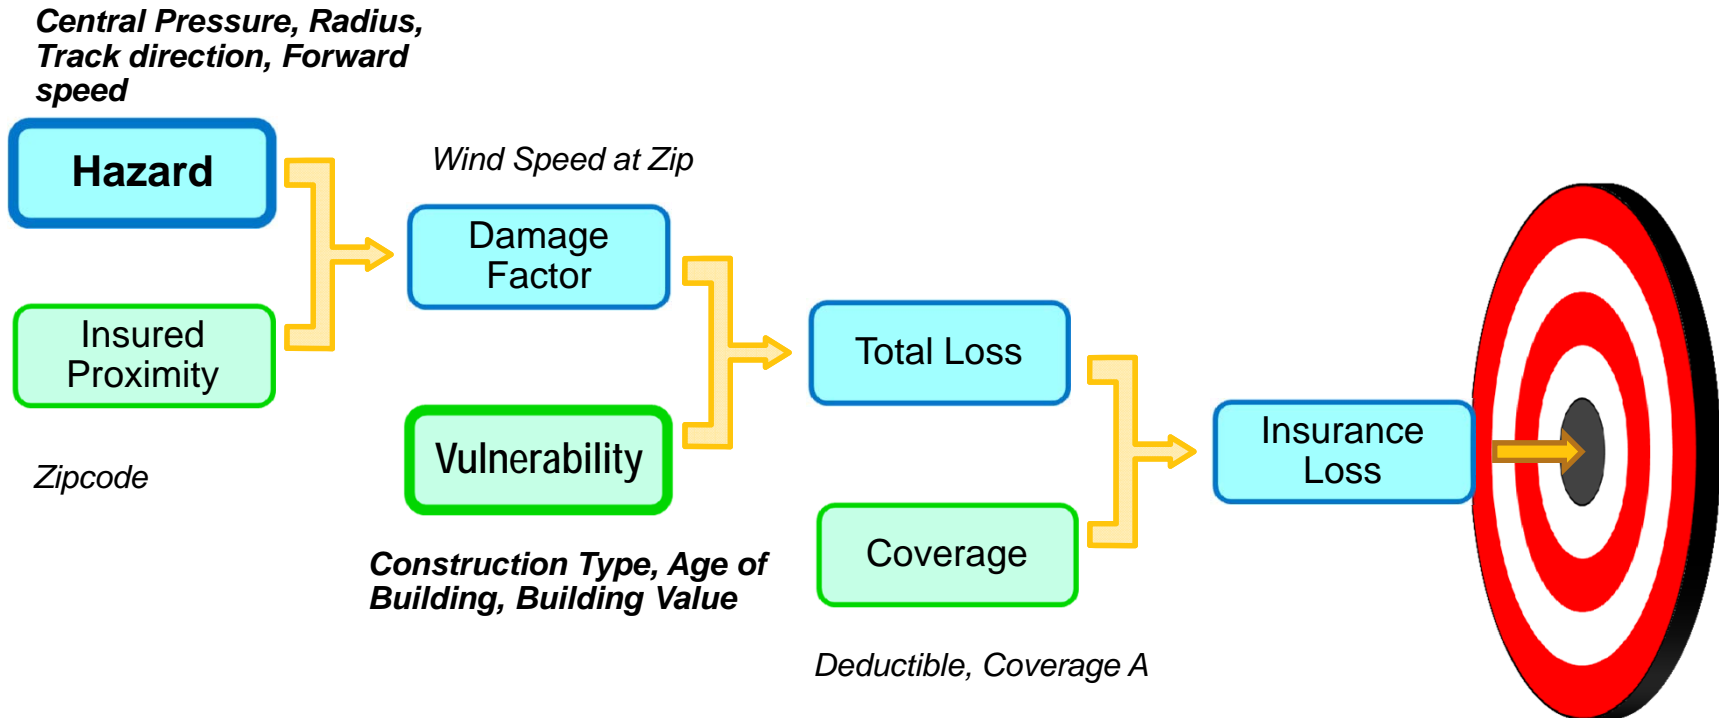 Central Pressure, Radius,
Track direction, Forward
speed
Hazard
Wind Speed at Zip
Damage
Factor
Insured
Proximity
Total Loss
Zipcode
Vulnerability
Insurance
Loss
Construction Type, Age of
Building, Building Value
Coverage
Deductible, Coverage A